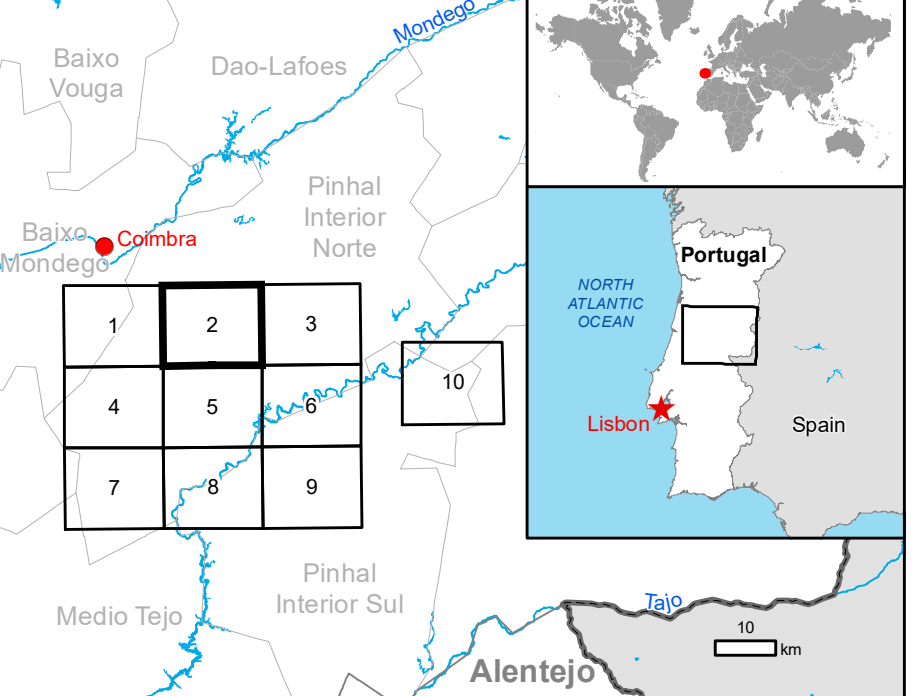 Mondego
Baixo
Vouga
Dao-Lafoes
Pinhal
Interior
Norte
Baixo
Mondego
Coimbra
1
2
3
4
5
6
7
8
9
10
Pinhal
Interior Sul
Medio Tejo
Alentejo
Tajo
10
km
NORTH
ATLANTIC
OCEAN
Portugal
Lisbon
Spain